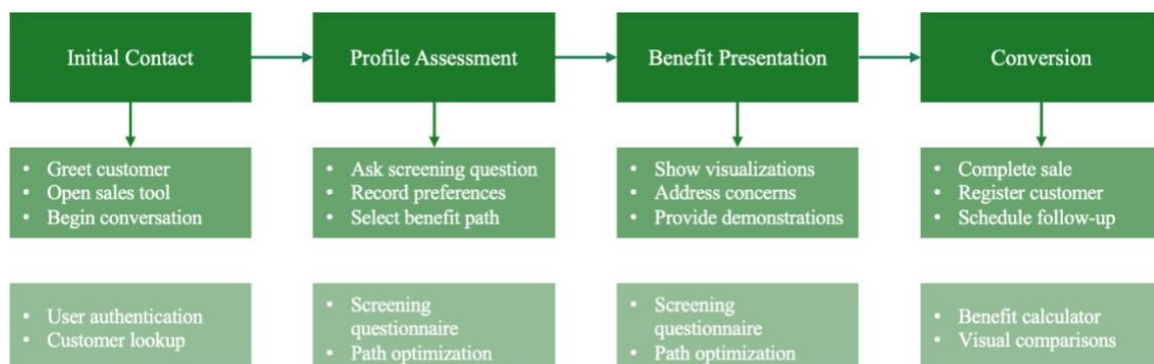 Initial Contact
Profile Assessment
Benefit Presentation
Conversion
• Greet customer
• Open sales tool
• Begin conversation
• Ask screening question
• Record preferences
• Select benefit path
• Show visualizations
• Address concerns
• Provide demonstrations
• Complete sale
• Register customer
• Schedule follow-up
• User authentication
• Customer lookup
• Screening
questionnaire
• Path optimization
• Screening
questionnaire
• Path optimization
• Benefit calculator
• Visual comparisons